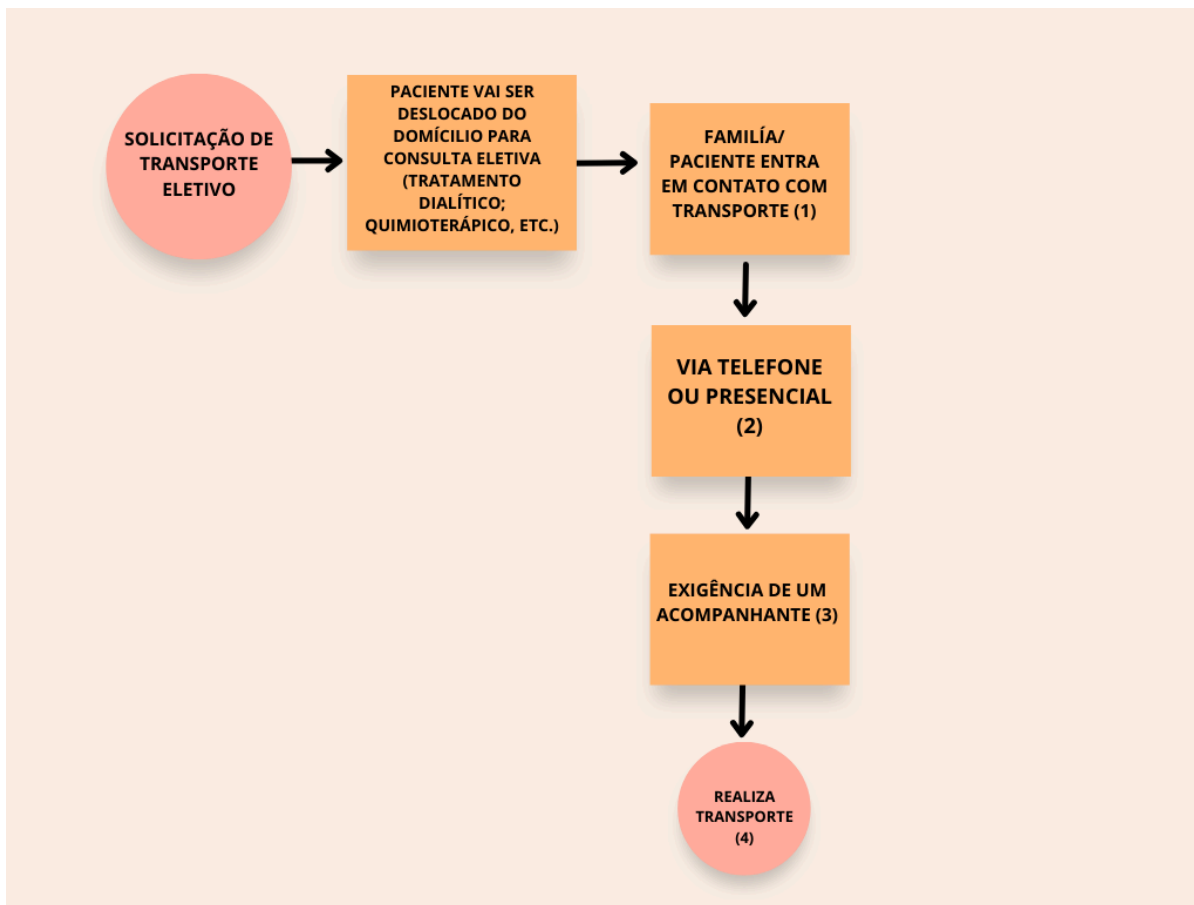 SOLICITAÇÃO DE
TRANSPORTE
ELETIVO
PACIENTE VAI SER
DESLOCADO DO
DOMÍCILIO PARA
CONSULTA ELETIVA
(TRATAMENTO
DIALÍTICO;
QUIMIOTERÁPICO, ETC.)
FAMILÍA/
PACIENTE ENTRA
EM CONTATO COM
TRANSPORTE (1)
VIA TELEFONE
OU PRESENCIAL
(2)
EXIGÊNCIA DE UM
ACOMPANHANTE (3)
REALIZA
TRANSPORTE
(4)